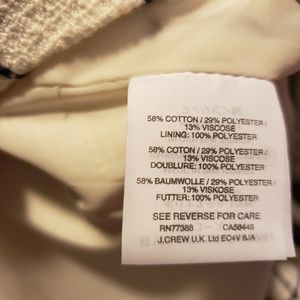 58% COTTON / 29% POLYESTER /
13% VISCOSE
LINING: 100% POLYESTER
58% COTON / 29% POLYESTER /
13% VISCOSE
DOUBLURE: 100% POLYESTER
58% BAUMWOLLE / 29% POLYESTER /
13% VISKOSE
FUTTER: 100% POLYESTER
SEE REVERSE FOR CARE
RN77388 CA56445
J.CREW U.K. Ltd EC4V 6JA